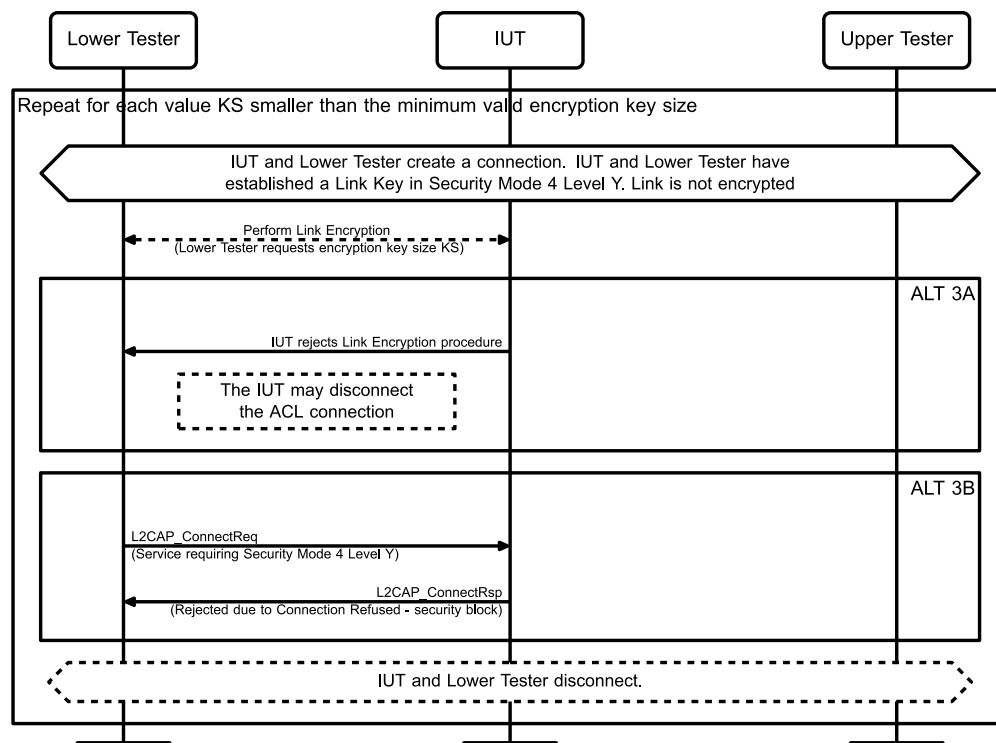 Lower Tester
IUT
Upper Tester
Repeat for each value KS smaller than the minimum valid encryption key size
IUT and Lower Tester create a connection. IUT and Lower Tester have
established a Link Key in Security Mode 4 Level Y. Link is not encrypted
Perform Link Encryption
(Lower Tester requests encryption key size KS)
ALT 3A
IUT rejects Link Encryption procedure
The IUT may disconnect
the ACL connection
ALT 3B
L2CAP_ConnectReq
(Service requiring Security Mode 4 Level Y)
L2CAP_ConnectRsp
(Rejected due to Connection Refused - security block)
IUT and Lower Tester disconnect.